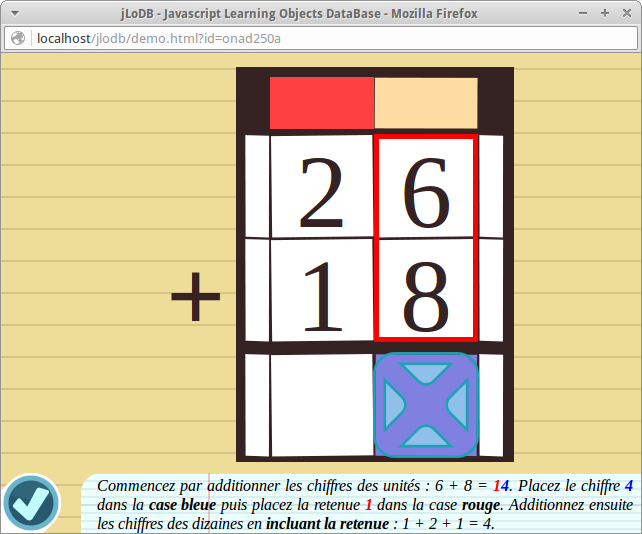 jLoDB - Javascript Learning Objects DataBase - Mozilla Firefox
localhost/jlodb/demo.html?id=onad250a
2 6
+ 1 8
Commencez par additionner les chiffres des unités : 6 + 8 = 14. Placez le chiffre 4
dans la case bleue puis placez la retenue 1 dans la case rouge. Additionnez ensuite
les chiffres des dizaines en incluant la retenue : 1 + 2 + 1 = 4.